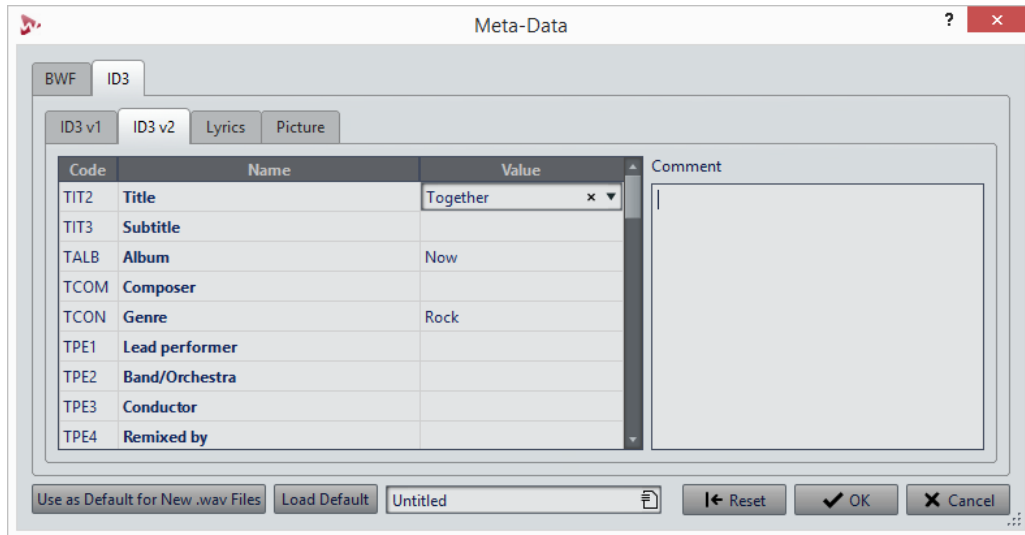 Meta-Data
?
BWF ID3
ID3 v1 ID3 v2 Lyrics Picture
Code Name Value Comment
TIT2 Title Together
TIT3 Subtitle
TALB Album Now
TCOM Composer
TCON Genre Rock
TPE1 Lead performer
TPE2 Band/Orchestra
TPE3 Conductor
TPE4 Remixed by
Use as Default for New .wav Files Load Default Untitled Reset OK Cancel